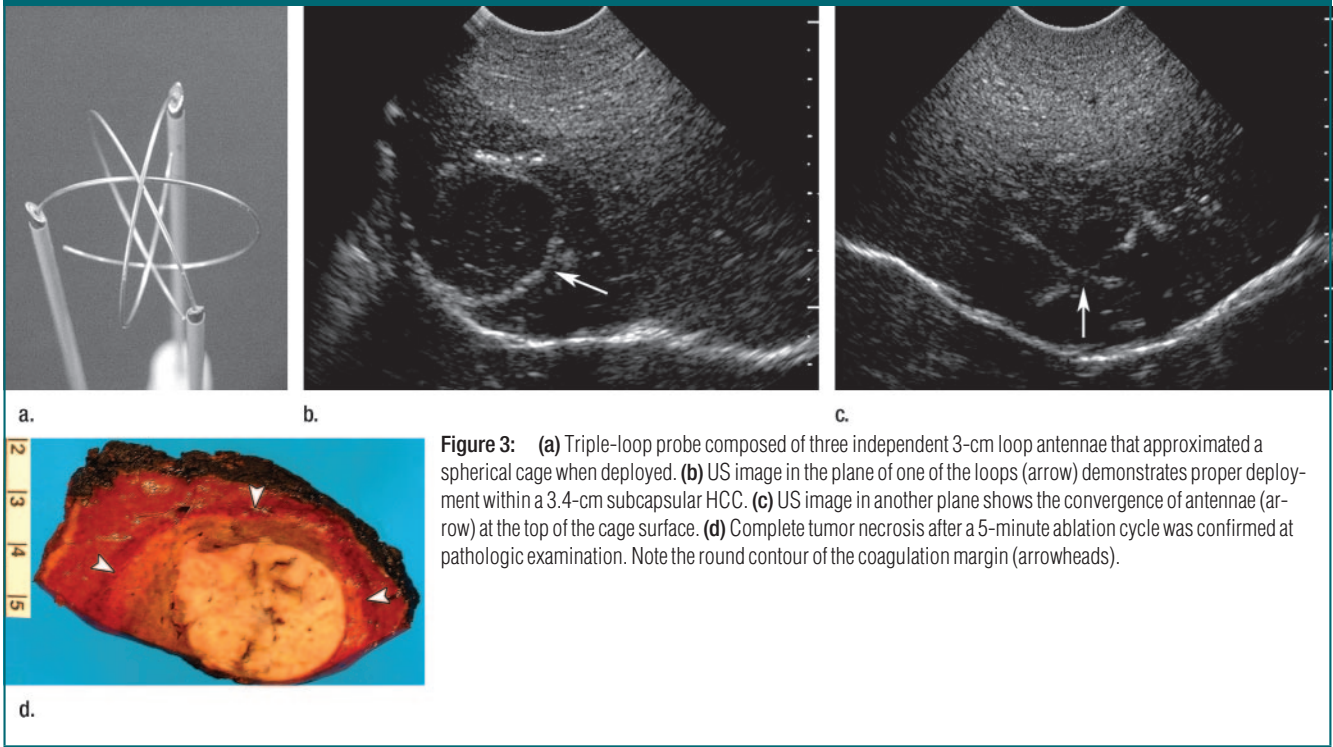 a.
b.
c.
2
3
4
5
d.
Figure 3: (a) Triple-loop probe composed of three independent 3-cm loop antennae that approximated a
spherical cage when deployed. (b) US image in the plane of one of the loops (arrow) demonstrates proper deploy-
ment within a 3.4-cm subcapsular HCC. (c) US image in another plane shows the convergence of antennae (ar-
row) at the top of the cage surface. (d) Complete tumor necrosis after a 5-minute ablation cycle was confirmed at
pathologic examination. Note the round contour of the coagulation margin (arrowheads).